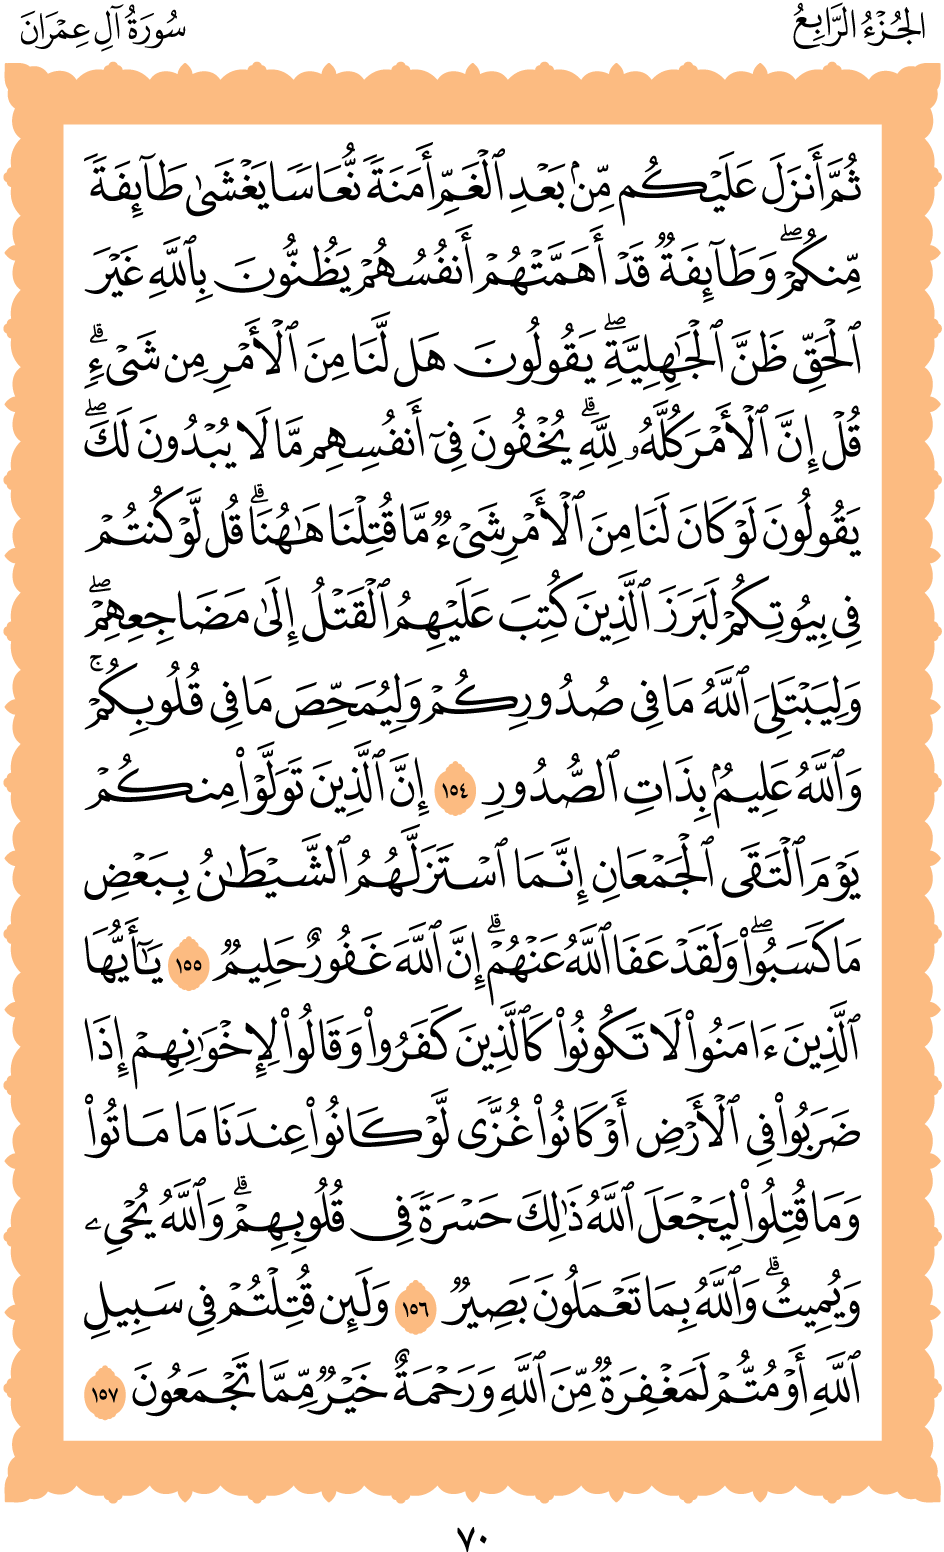 الجُزْءُ الرَّابِعُ
سُورَةُ آلِ عِمْرَانَ
ثُمَّ أَنزَلَ عَلَيْكُم مِّنۢ بَعْدِ ٱلْغَمِّ أَمَنَةً نُّعَاسًا يَغْشَىٰ طَآئِفَةً
مِّنكُمْ ۖ وَطَآئِفَةٌ قَدْ أَهَمَّتْهُمْ أَنفُسُهُمْ يَظُنُّونَ بِٱللَّهِ غَيْرَ
ٱلْحَقِّ ظَنَّ ٱلْجَٰهِلِيَّةِ ۖ يَقُولُونَ هَل لَّنَا مِنَ ٱلْأَمْرِ مِن شَىْءٍ ۗ
قُلْ إِنَّ ٱلْأَمْرَ كُلَّهُۥ لِلَّهِ ۗ يُخْفُونَ فِىٓ أَنفُسِهِم مَّا لَا يُبْدُونَ لَكَ ۖ
يَقُولُونَ لَوْ كَانَ لَنَا مِنَ ٱلْأَمْرِ شَىْءٌ مَّا قُتِلْنَا هَٰهُنَا ۗ قُل لَّوْ كُنتُمْ
فِى بِيُوتِكُمْ لَبَرَزَ ٱلَّذِينَ كُتِبَ عَلَيْهِمُ ٱلْقَتْلُ إِلَىٰ مَضَاجِعِهِمْ ۖ
وَلِيَبْتَلِىَ ٱللَّهُ مَا فِى صُدُورِكُمْ وَلِيُمَحِّصَ مَا فِى قُلُوبِكُمْ ۚ
وَٱللَّهُ عَلِيمٌۢ بِذَاتِ ٱلصُّدُورِ ١٥٤ إِنَّ ٱلَّذِينَ تَوَلَّوْا۟ مِنكُمْ
يَوْمَ ٱلْتَقَى ٱلْجَمْعَانِ إِنَّمَا ٱسْتَزَلَّهُمُ ٱلشَّيْطَٰنُ بِبَعْضِ
مَا كَسَبُوا۟ ۖ وَلَقَدْ عَفَا ٱللَّهُ عَنْهُمْ ۗ إِنَّ ٱللَّهَ غَفُورٌ حَلِيمٌ ١٥٥ يَٰٓأَيُّهَا
ٱلَّذِينَ ءَامَنُوا۟ لَا تَكُونُوا۟ كَٱلَّذِينَ كَفَرُوا۟ وَقَالُوا۟ لِإِخْوَٰنِهِمْ إِذَا
ضَرَبُوا۟ فِى ٱلْأَرْضِ أَوْ كَانُوا۟ غُزًّى لَّوْ كَانُوا۟ عِندَنَا مَا مَاتُوا۟
وَمَا قُتِلُوا۟ لِيَجْعَلَ ٱللَّهُ ذَٰلِكَ حَسْرَةً فِى قُلُوبِهِمْ ۗ وَٱللَّهُ يُحْىِۦ
وَيُمِيتُ ۗ وَٱللَّهُ بِمَا تَعْمَلُونَ بَصِيرٌ ١٥٦ وَلَئِن قُتِلْتُمْ فِى سَبِيلِ
ٱللَّهِ أَوْ مُتُّمْ لَمَغْفِرَةٌ مِّنَ ٱللَّهِ وَرَحْمَةٌ خَيْرٌ مِّمَّا تَجْمَعُونَ ١٥٧
٧٠